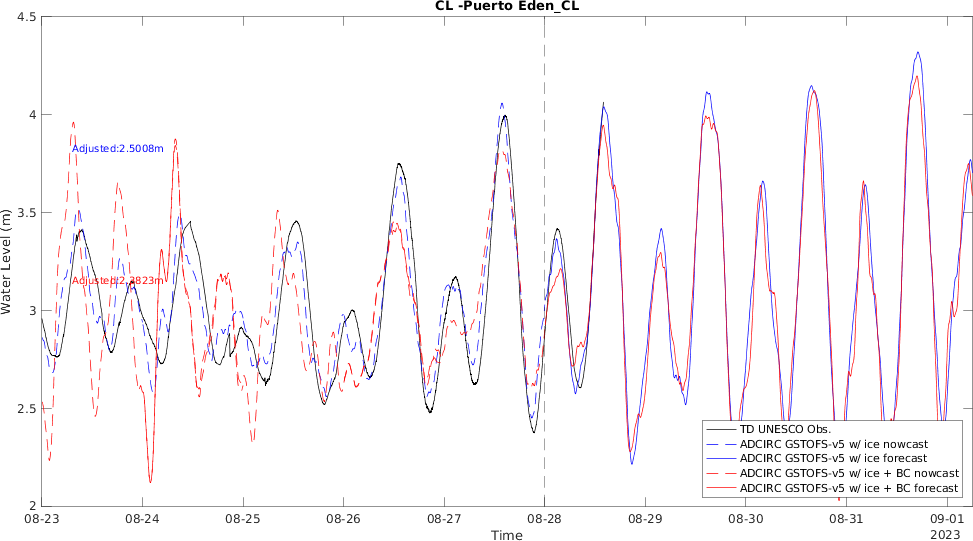 CL -Puerto Eden_CL
4.5
4
3.5
3
2.5
2
Water Level (m)
Adjusted:2.5008m
Adjusted:2.3823m
TD UNESCO Obs.
ADCIRC GSTOFS-v5 w/ ice nowcast
ADCIRC GSTOFS-v5 w/ ice forecast
ADCIRC GSTOFS-v5 w/ ice + BC nowcast
ADCIRC GSTOFS-v5 w/ ice + BC forecast
08-23 08-24 08-25 08-26 08-27 08-28 08-29 08-30 08-31 09-01
2023
Time